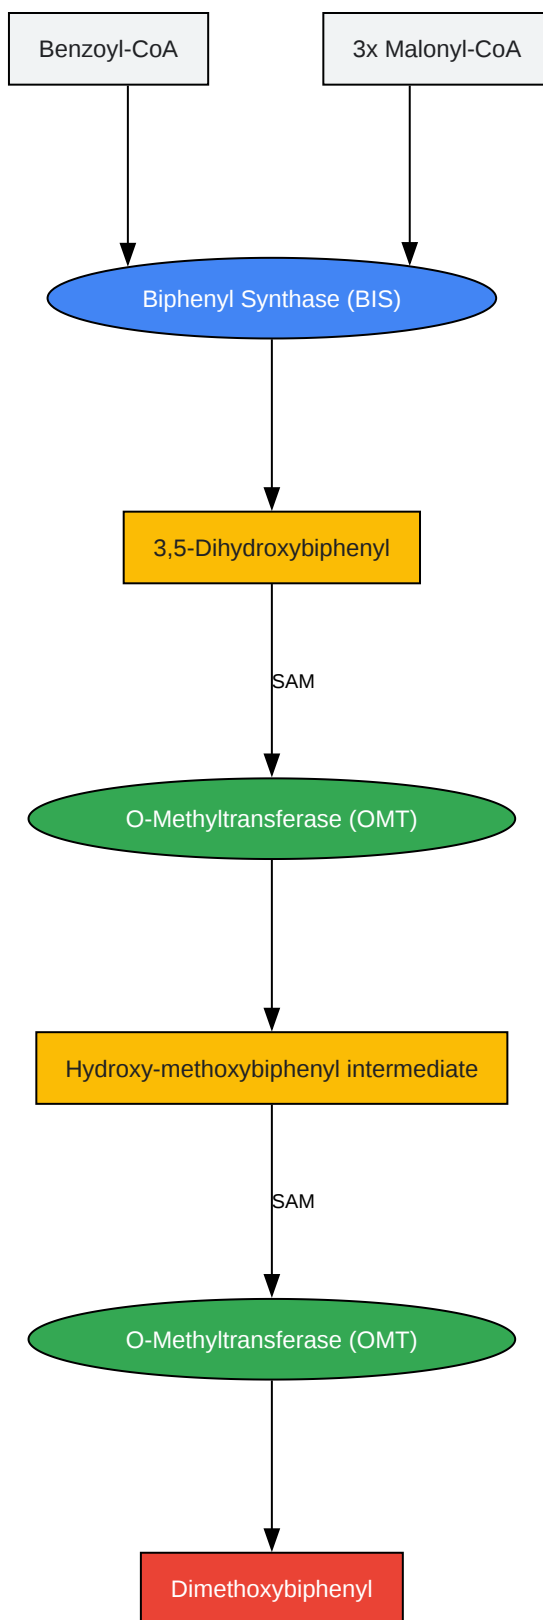 Benzoyl-CoA
3x Malonyl-CoA
Biphenyl Synthase (BIS)
3,5-Dihydroxybiphenyl
SAM
O-Methyltransferase (OMT)
Hydroxy-methoxybiphenyl intermediate
SAM
O-Methyltransferase (OMT)
Dimethoxybiphenyl